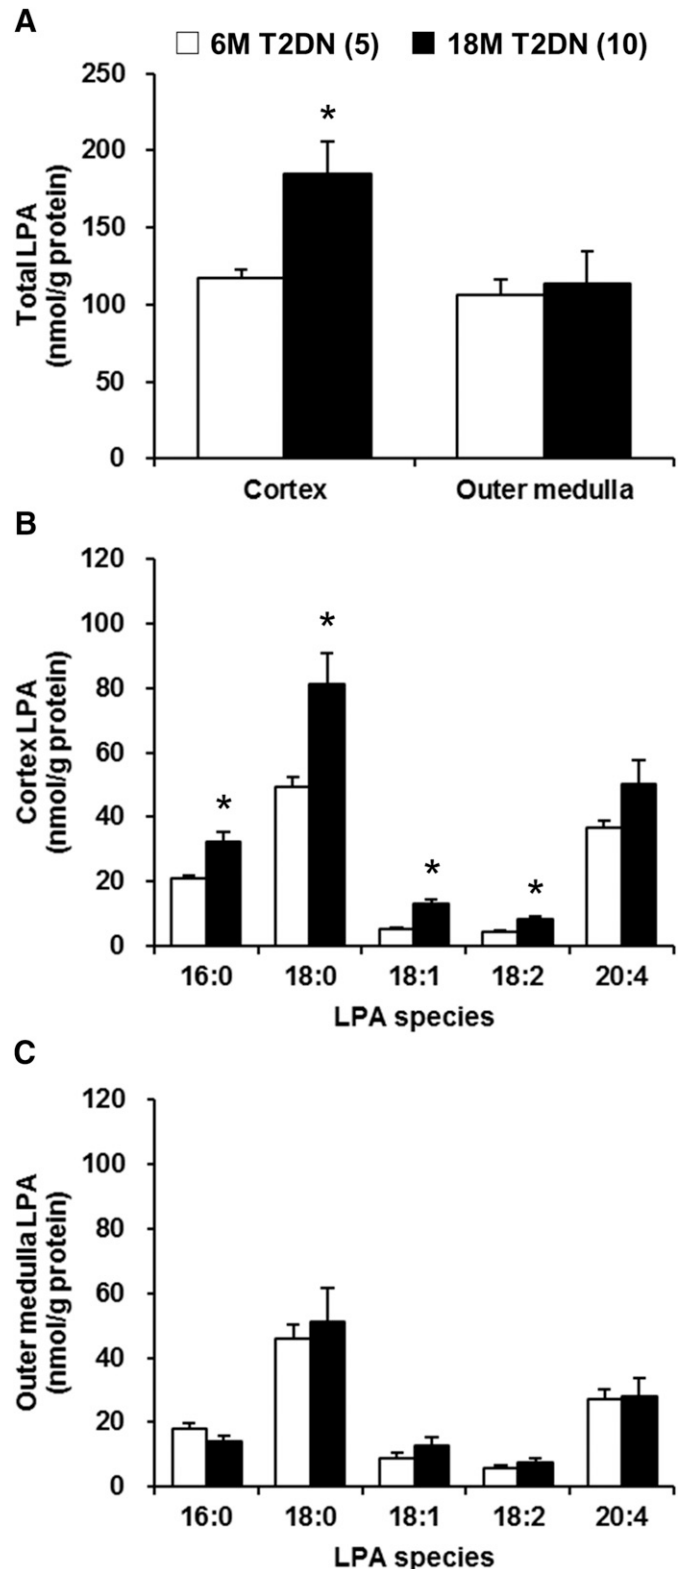 A
6M T2DN (5) 18M T2DN (10)
250
200
150
100
50
0
Total LPA
(nmol/g protein)
*
Cortex Outer medulla
B
120
100
80
60
40
20
0
Cortex LPA
(nmol/g protein)
* * * *
16:0 18:0 18:1 18:2 20:4
LPA species
C
120
100
80
60
40
20
0
Outer medulla LPA
(nmol/g protein)
16:0 18:0 18:1 18:2 20:4
LPA species